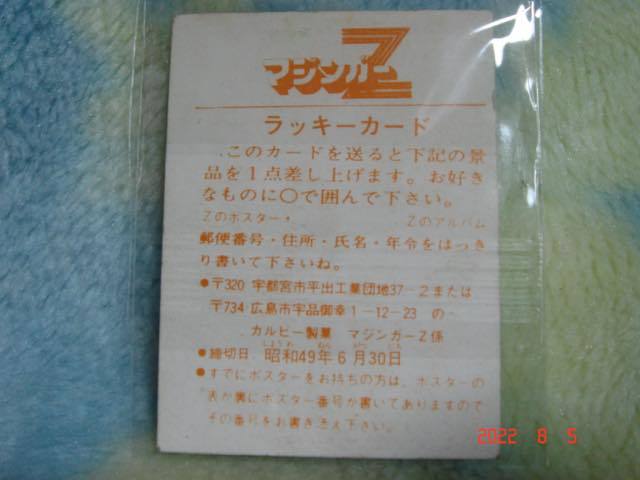 マジンガーZ
ラッキーカード
このカードを送ると下記の景
品を1点差し上げます。お好き
なものに○で囲んで下さい。
Zのポスター・ Zのアルバム
郵便番号・住所・氏名・年令をはっき
り書いて下さいね。
●〒320 宇都宮市平出工業団地37-2または
〒734 広島市宇品御幸1-12-23 の
カルビー製菓 マジンガーZ係
●締切日 昭和49年6月30日
●すでにポスターをお持ちの方は、ポスターの
表か裏にポスター番号が書いてありますので
その番号をお書きそえ下さい。
2022 8 5